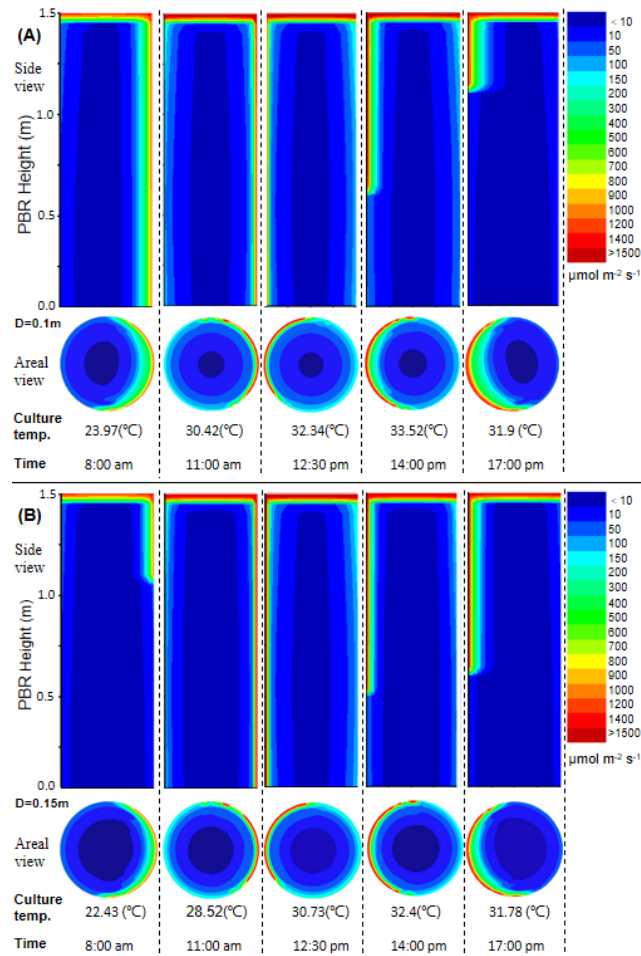 (A)
Side
view
PBR Height (m)
1.5
1.0
0.5
0.0
< 10
10
50
100
200
300
400
500
600
700
800
900
1000
1200
1400
>1500
μmol m⁻² s⁻¹
D=0.1m
Areal
view
Culture
temp.
23.97(℃) 30.42(℃) 32.34(℃) 33.52(℃) 31.9 (℃)
Time 8:00 am 11:00 am 12:30 pm 14:00 pm 17:00 pm
(B)
Side
view
PBR Height (m)
1.5
1.0
0.5
0.0
< 10
10
50
100
200
300
400
500
600
700
800
900
1000
1200
1400
>1500
μmol m⁻² s⁻¹
D=0.15m
Areal
view
Culture
temp.
22.43 (℃) 28.52(℃) 30.73(℃) 32.4(℃) 31.78 (℃)
Time 8:00 am 11:00 am 12:30 pm 14:00 pm 17:00 pm